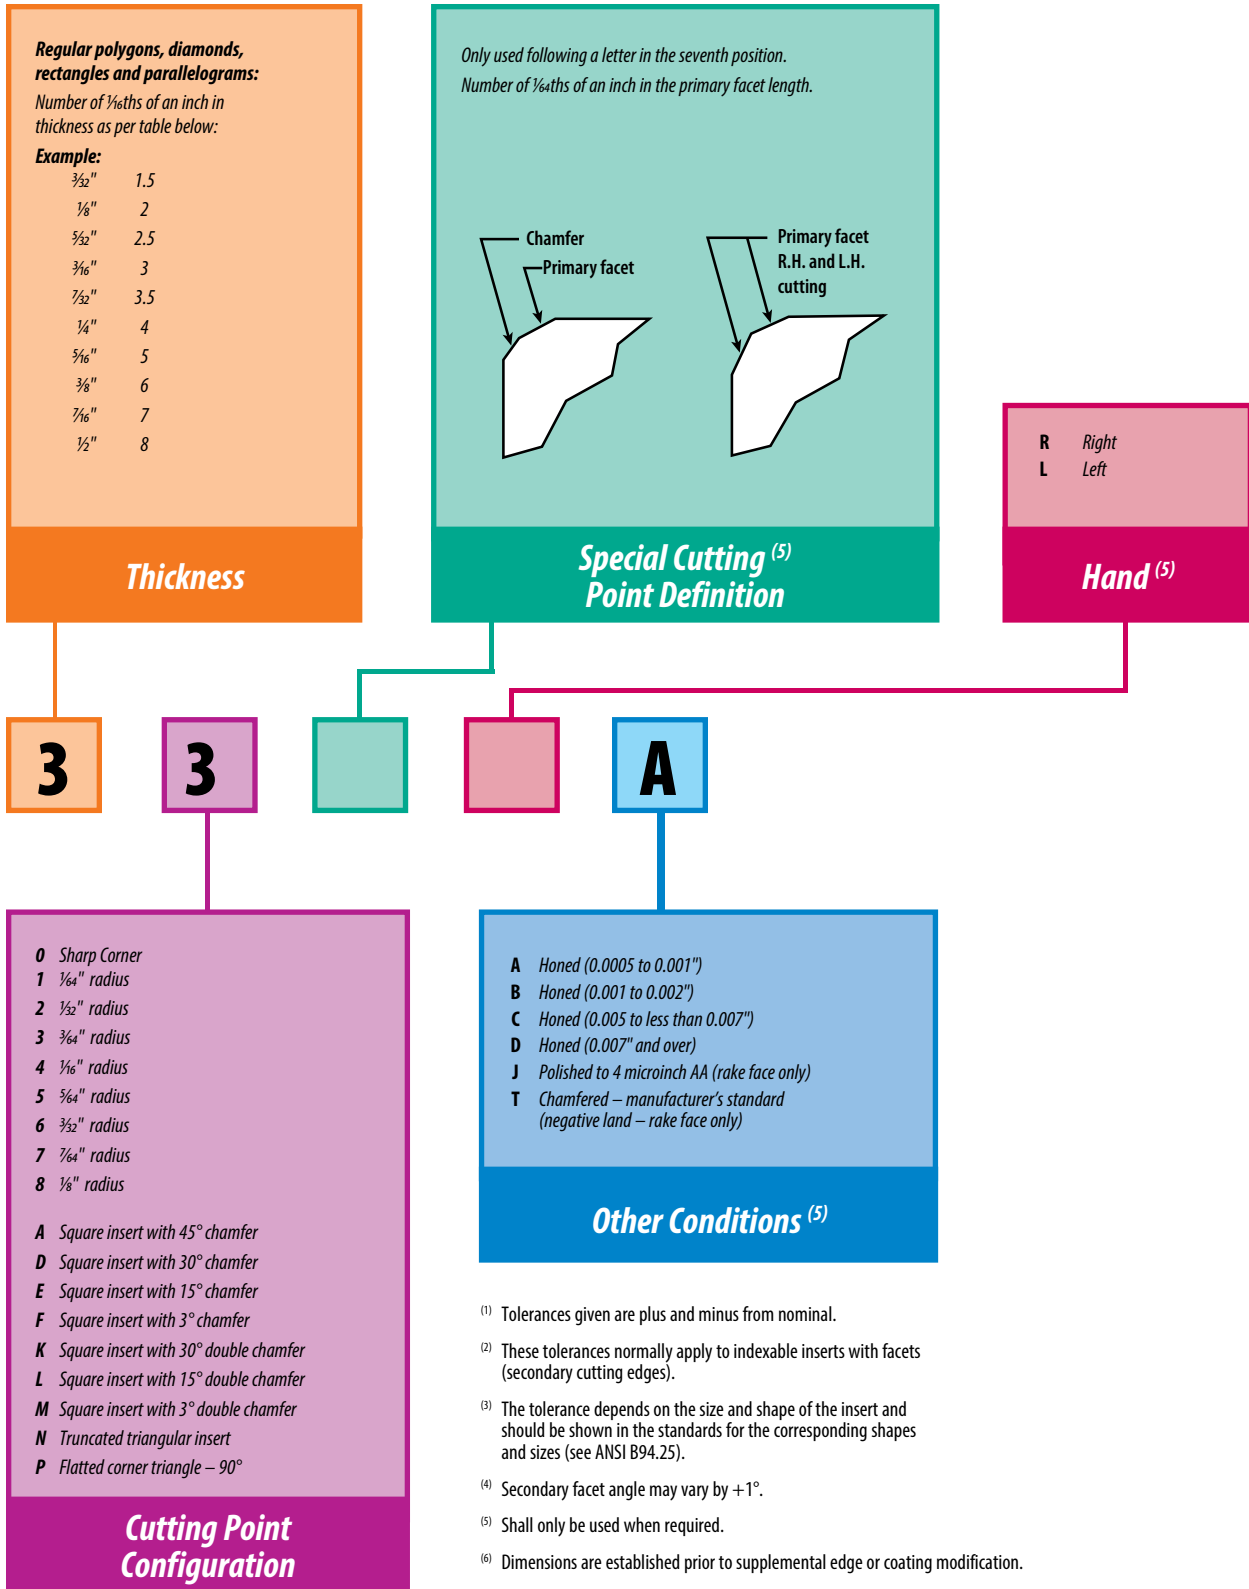 Regular polygons, diamonds,
rectangles and parallelograms:
Number of 1⁄16ths of an inch in
thickness as per table below:
Example:
3⁄32" 1.5
1⁄8" 2
5⁄32" 2.5
3⁄16" 3
7⁄32" 3.5
1⁄4" 4
5⁄16" 5
3⁄8" 6
7⁄16" 7
1⁄2" 8
Thickness
Only used following a letter in the seventh position.
Number of 1⁄64ths of an inch in the primary facet length.
Chamfer
Primary facet
Primary facet
R.H. and L.H.
cutting
Special Cutting (5)
Point Definition
R Right
L Left
Hand (5)
3 3 A
0 Sharp Corner
1 1⁄64" radius
2 1⁄32" radius
3 3⁄64" radius
4 1⁄16" radius
5 5⁄64" radius
6 3⁄32" radius
7 7⁄64" radius
8 1⁄8" radius
A Square insert with 45° chamfer
D Square insert with 30° chamfer
E Square insert with 15° chamfer
F Square insert with 3° chamfer
K Square insert with 30° double chamfer
L Square insert with 15° double chamfer
M Square insert with 3° double chamfer
N Truncated triangular insert
P Flatted corner triangle – 90°
Cutting Point
Configuration
A Honed (0.0005 to 0.001")
B Honed (0.001 to 0.002")
C Honed (0.005 to less than 0.007")
D Honed (0.007" and over)
J Polished to 4 microinch AA (rake face only)
T Chamfered – manufacturer's standard
(negative land – rake face only)
Other Conditions (5)
(1) Tolerances given are plus and minus from nominal.
(2) These tolerances normally apply to indexable inserts with facets
(secondary cutting edges).
(3) The tolerance depends on the size and shape of the insert and
should be shown in the standards for the corresponding shapes
and sizes (see ANSI B94.25).
(4) Secondary facet angle may vary by +1°.
(5) Shall only be used when required.
(6) Dimensions are established prior to supplemental edge or coating modification.